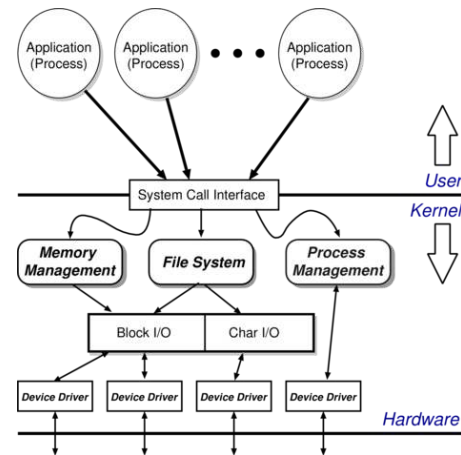 Application
(Process)
Application
(Process)
Application
(Process)
System Call Interface
User
Kernel
Memory
Management
File System
Process
Management
Block I/O
Char I/O
Device Driver
Device Driver
Device Driver
Device Driver
Hardware